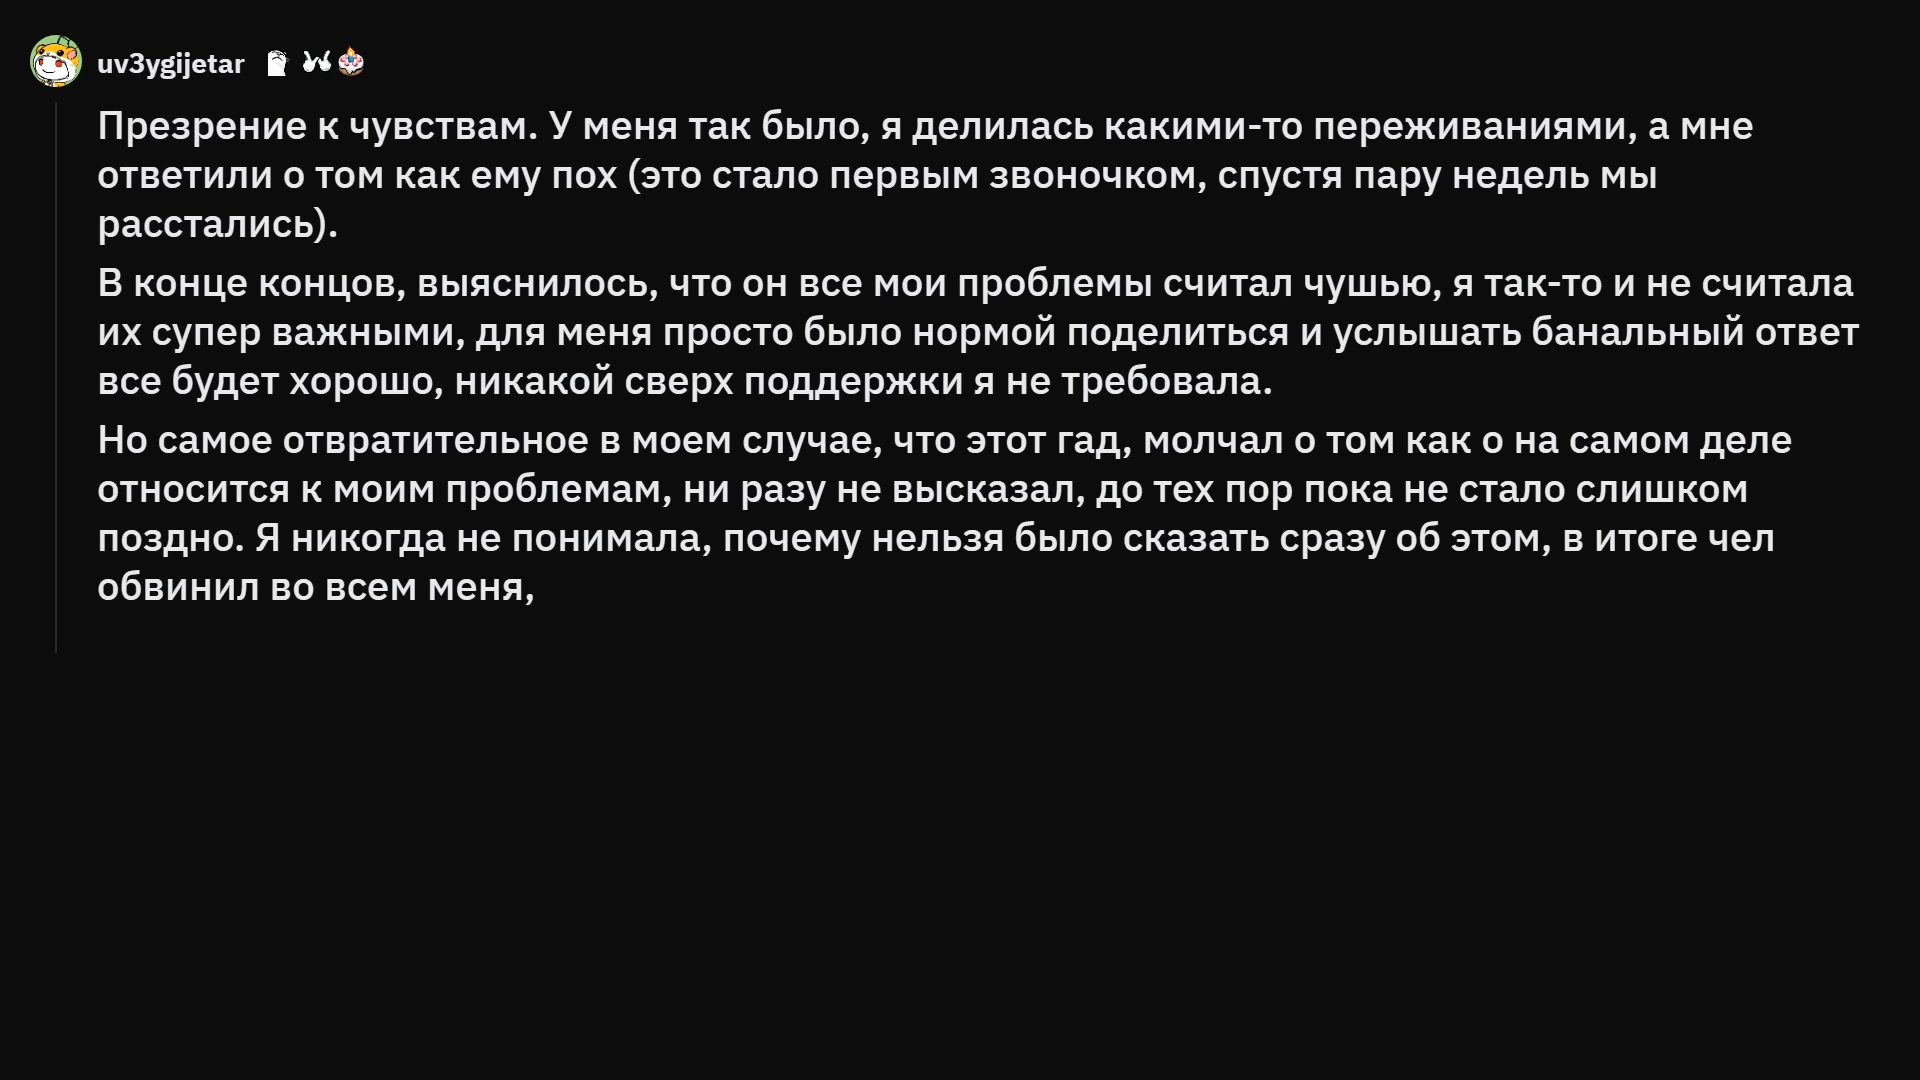 uv3ygijetar
Презрение к чувствам. У меня так было, я делилась какими-то переживаниями, а мне
ответили о том как ему пох (это стало первым звоночком, спустя пару недель мы
расстались).
В конце концов, выяснилось, что он все мои проблемы считал чушью, я так-то и не считала
их супер важными, для меня просто было нормой поделиться и услышать банальный ответ
все будет хорошо, никакой сверх поддержки я не требовала.
Но самое отвратительное в моем случае, что этот гад, молчал о том как о на самом деле
относится к моим проблемам, ни разу не высказал, до тех пор пока не стало слишком
поздно. Я никогда не понимала, почему нельзя было сказать сразу об этом, в итоге чел
обвинил во всем меня,